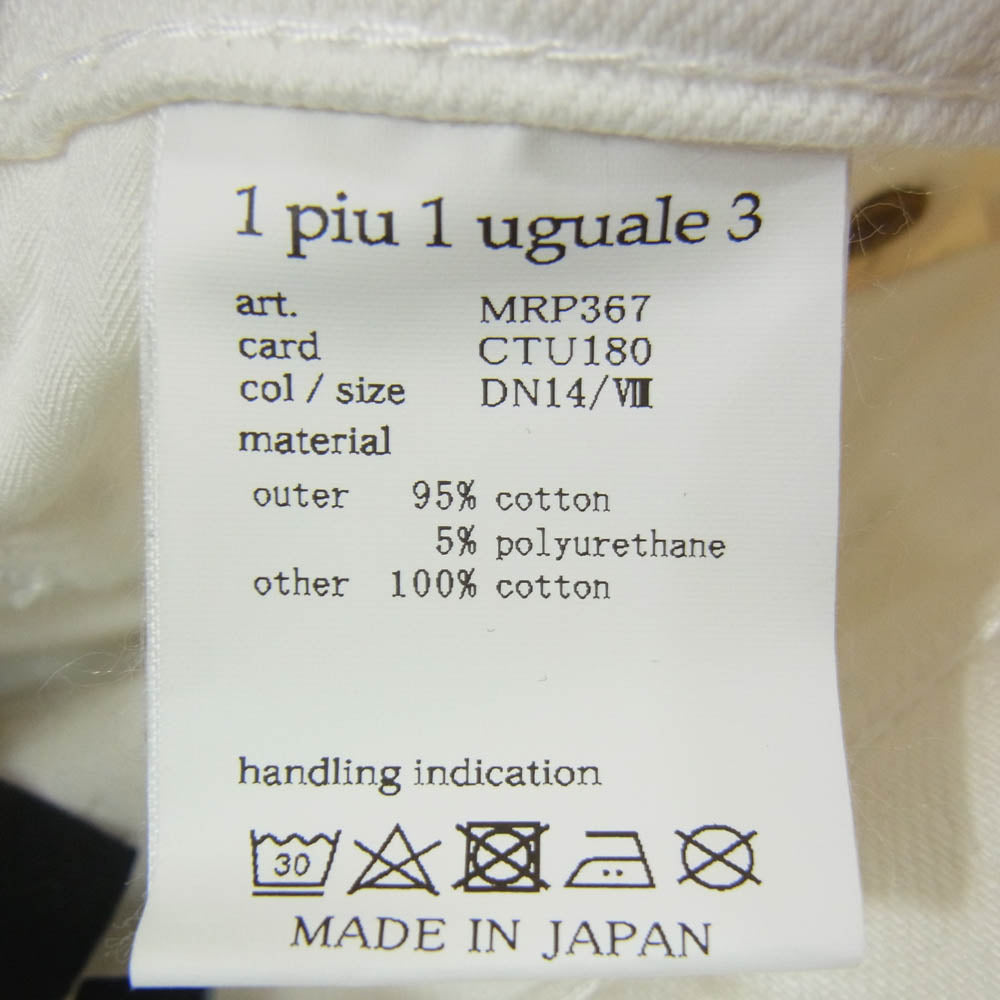 1 piu 1 uguale 3
art. MRP367
card CTU180
col / size DN14/Ⅷ
material
outer 95% cotton
5% polyurethane
other 100% cotton
handling indication
30
MADE IN JAPAN